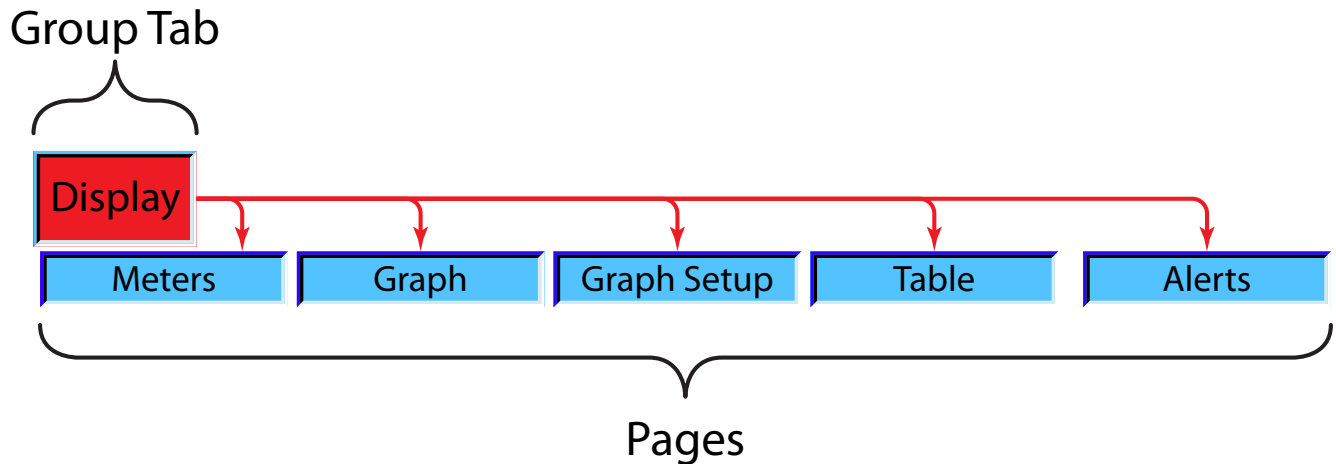 Group Tab
Display
Meters
Graph
Graph Setup
Table
Alerts
Pages